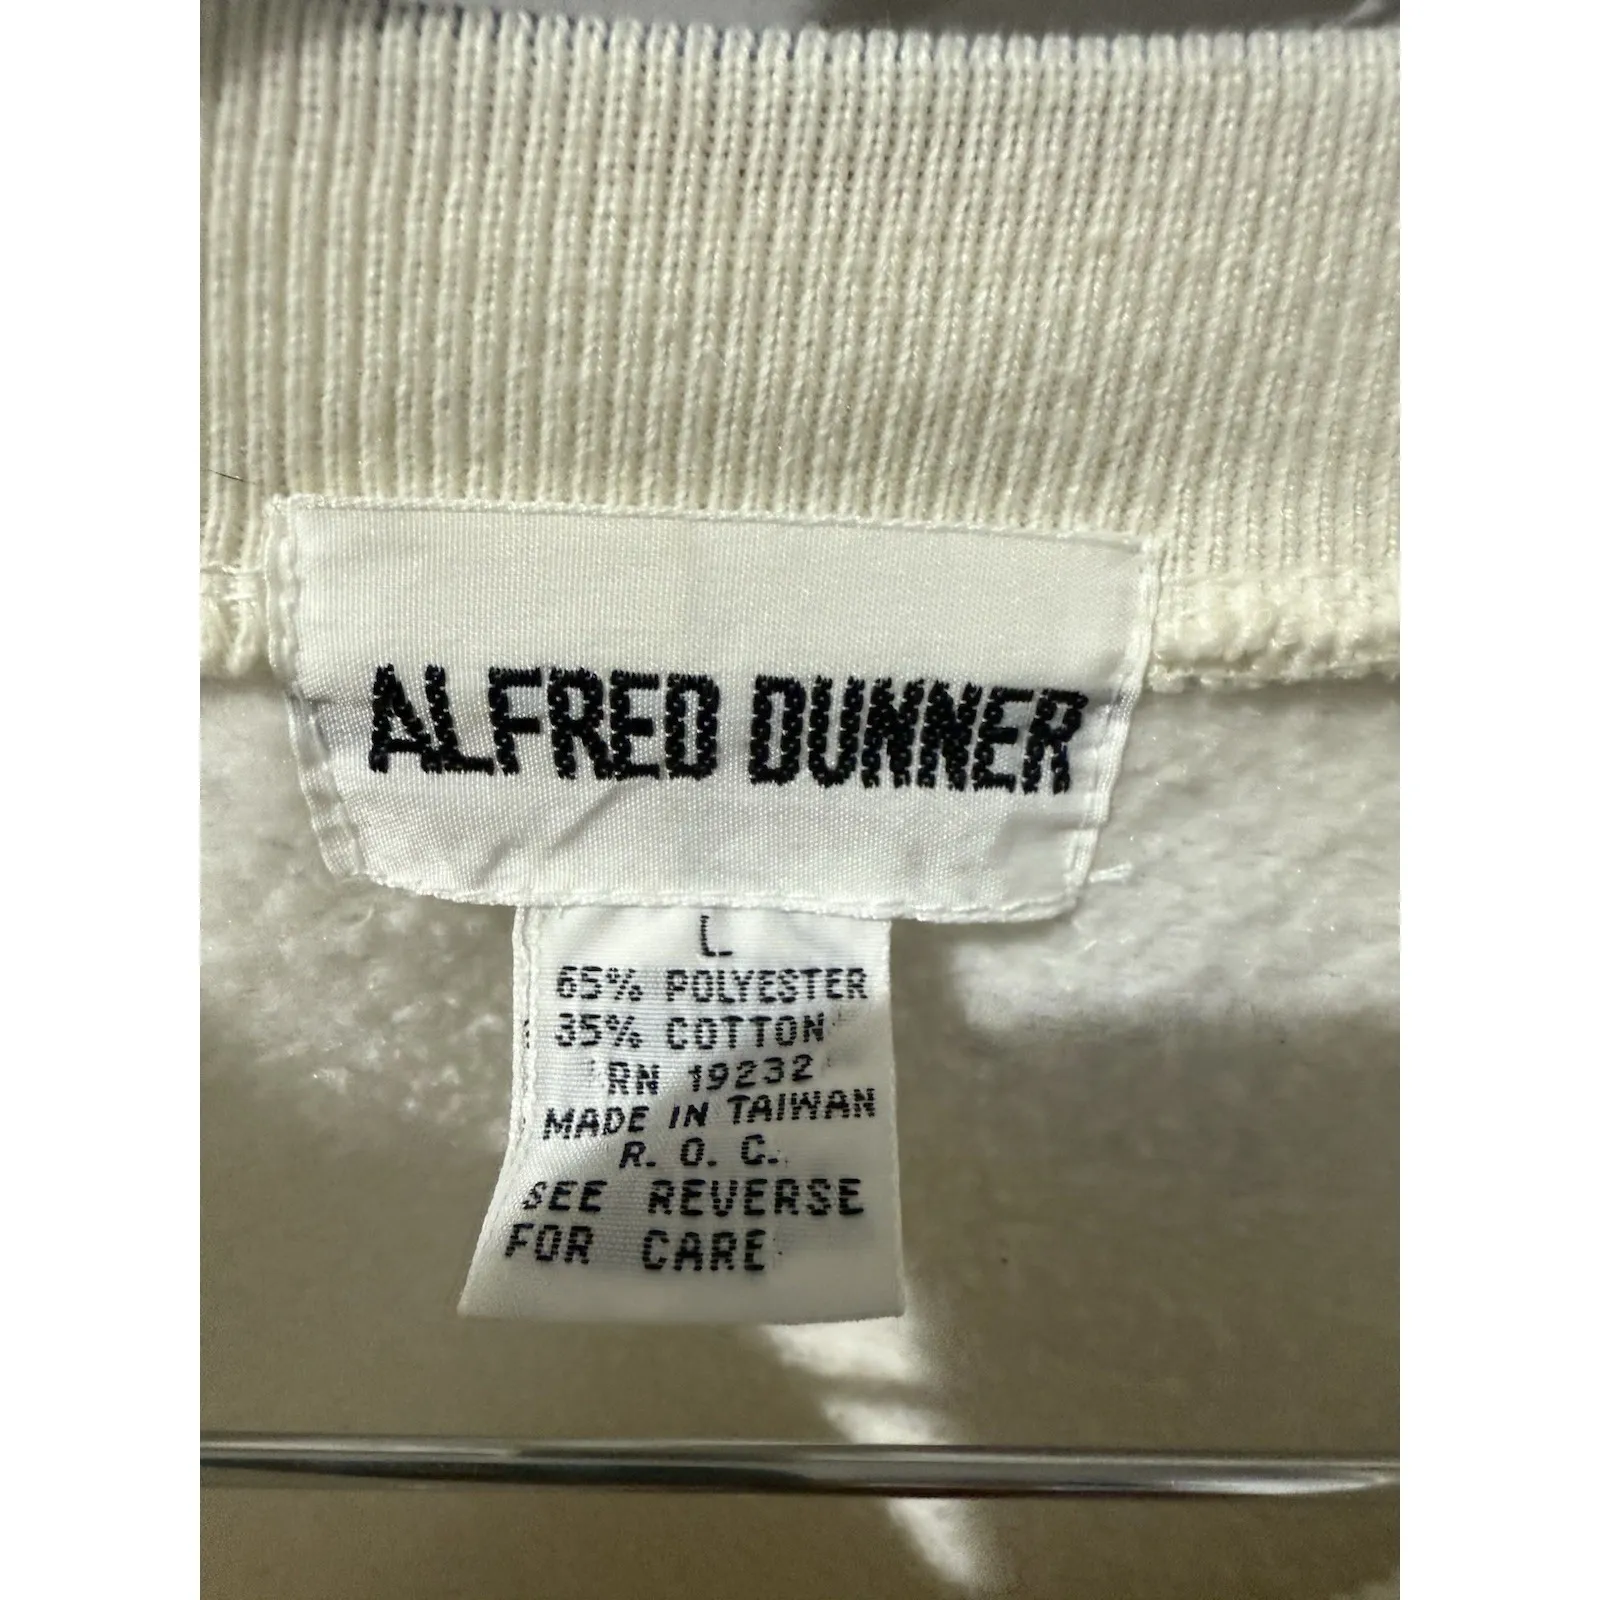 ALFRED DUNNER
L
65% POLYESTER
35% COTTON
RN 19232
MADE IN TAIWAN
R. O. C.
SEE REVERSE
FOR CARE